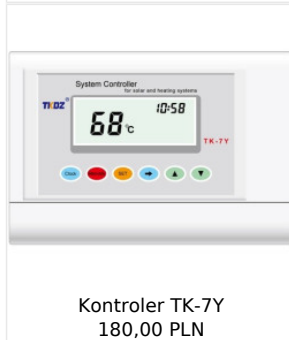 System Controller
for solar and heating systems
TKDZ®
10:58
68°C
TK-7Y
Clock
SET
Kontroler TK-7Y
180,00 PLN